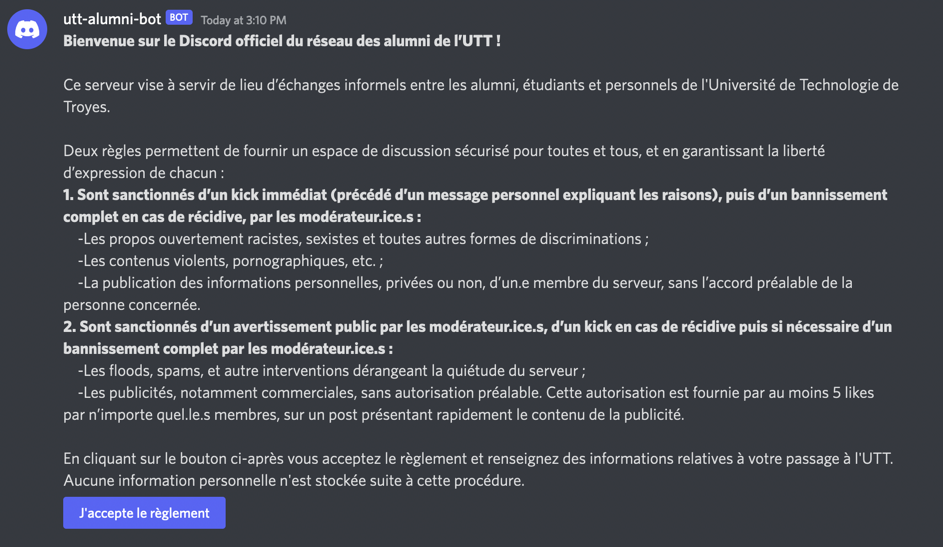 utt-alumni-bot BOT Today at 3:10 PM
Bienvenue sur le Discord officiel du réseau des alumni de l’UTT !
Ce serveur vise à servir de lieu d’échanges informels entre les alumni, étudiants et personnels de l'Université de Technologie de
Troyes.
Deux règles permettent de fournir un espace de discussion sécurisé pour toutes et tous, et en garantissant la liberté
d’expression de chacun :
1. Sont sanctionnés d’un kick immédiat (précédé d’un message personnel expliquant les raisons), puis d’un bannissement
complet en cas de récidive, par les modérateur.ice.s :
-Les propos ouvertement racistes, sexistes et toutes autres formes de discriminations ;
-Les contenus violents, pornographiques, etc. ;
-La publication des informations personnelles, privées ou non, d’un.e membre du serveur, sans l’accord préalable de la
personne concernée.
2. Sont sanctionnés d’un avertissement public par les modérateur.ice.s, d’un kick en cas de récidive puis si nécessaire d’un
bannissement complet par les modérateur.ice.s :
-Les floods, spams, et autre interventions dérangeant la quiétude du serveur ;
-Les publicités, notamment commerciales, sans autorisation préalable. Cette autorisation est fournie par au moins 5 likes
par n’importe quel.le.s membres, sur un post présentant rapidement le contenu de la publicité.
En cliquant sur le bouton ci-après vous acceptez le règlement et renseignez des informations relatives à votre passage à l'UTT.
Aucune information personnelle n'est stockée suite à cette procédure.
J'accepte le règlement